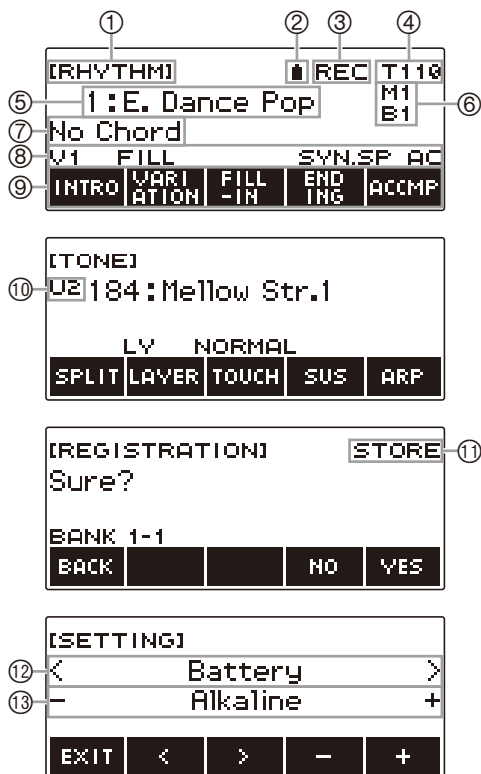 ① ② ③ ④
[RHYTHM] REC T110
⑤ 1:E. Dance Pop M1
B1 ⑥
⑦ No Chord
⑧ V1 FILL SYN.SP AC
⑨ INTRO VARI ATION FILL -IN END ING ACCMP
[TONE]
⑩ U2 184:Mellow Str.1
LY NORMAL
SPLIT LAYER TOUCH SUS ARP
[REGISTRATION] STORE ⑪
Sure?
BANK 1-1
BACK NO YES
[SETTING]
⑫ < Battery >
⑬ − Alkaline +
EXIT < > − +